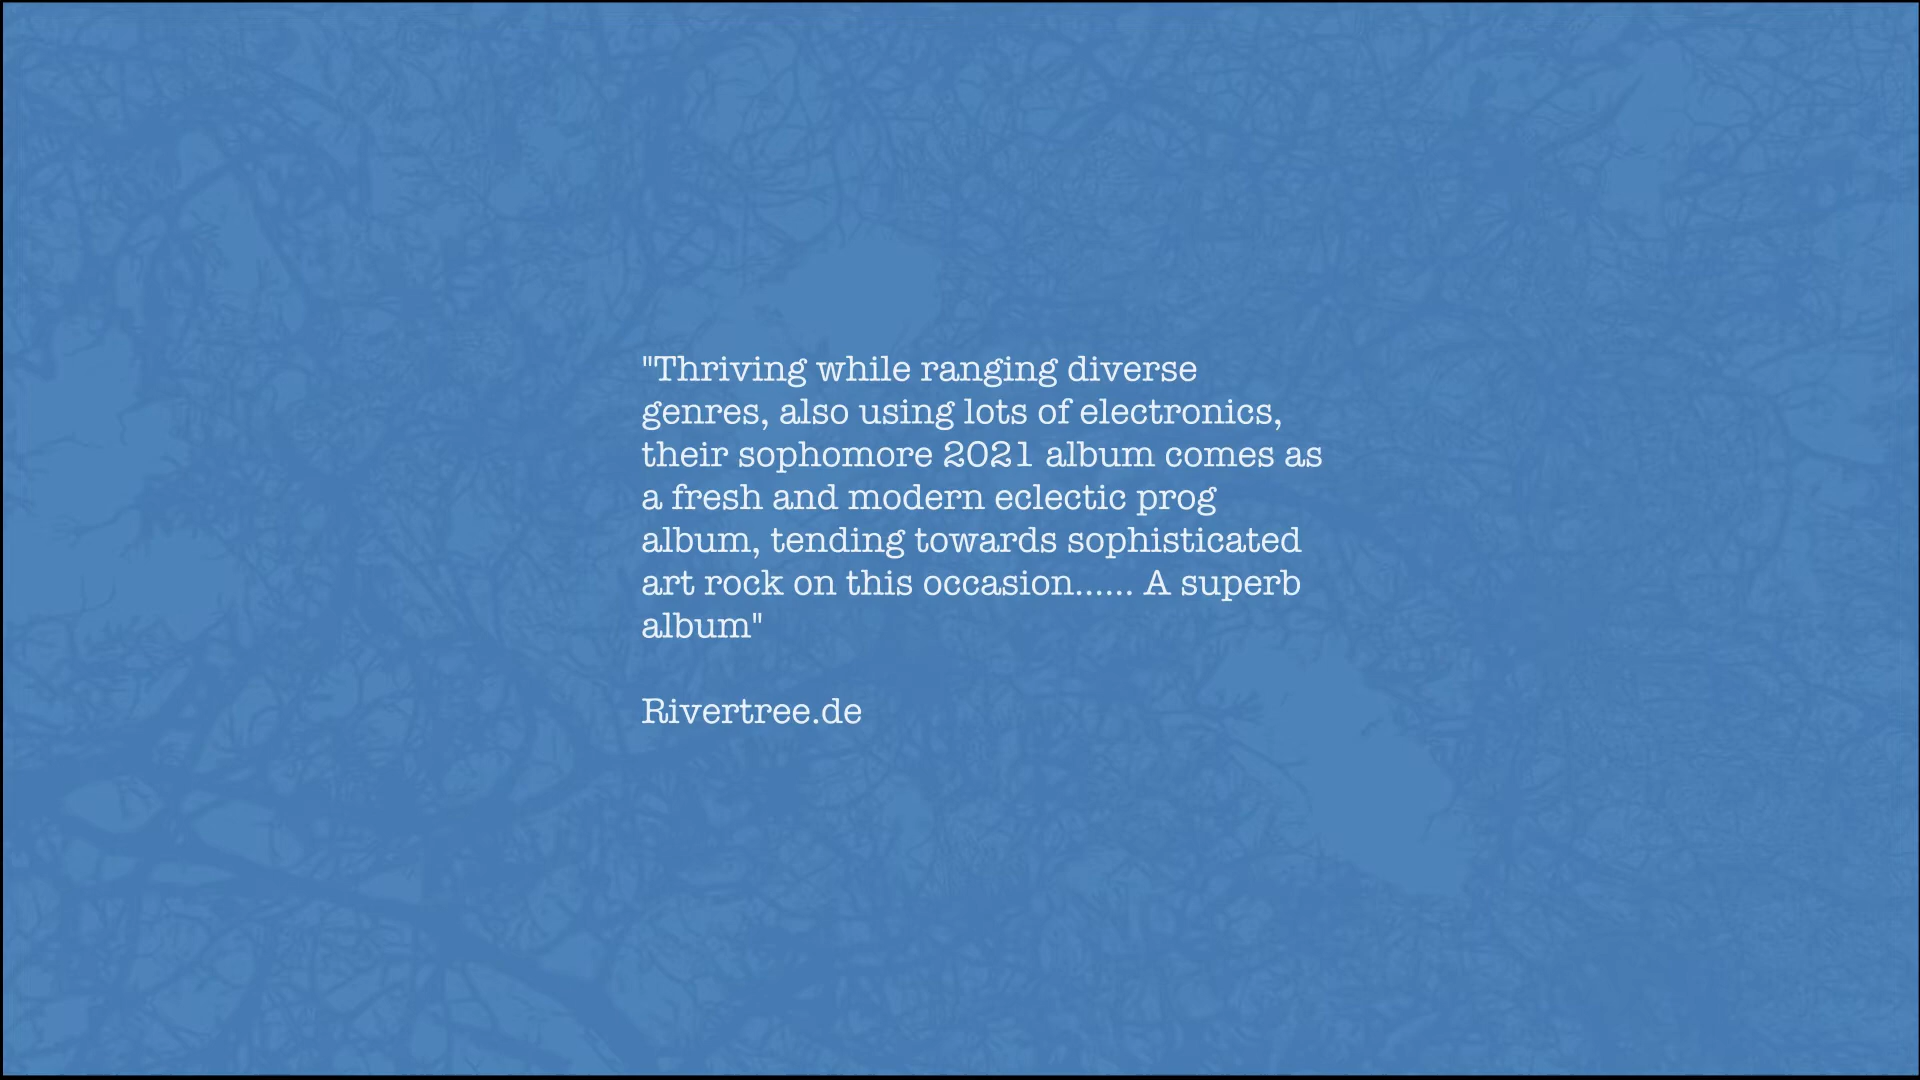 "Thriving while ranging diverse
genres, also using lots of electronics,
their sophomore 2021 album comes as
a fresh and modern eclectic prog
album, tending towards sophisticated
art rock on this occasion...... A superb
album"
Rivertree.de